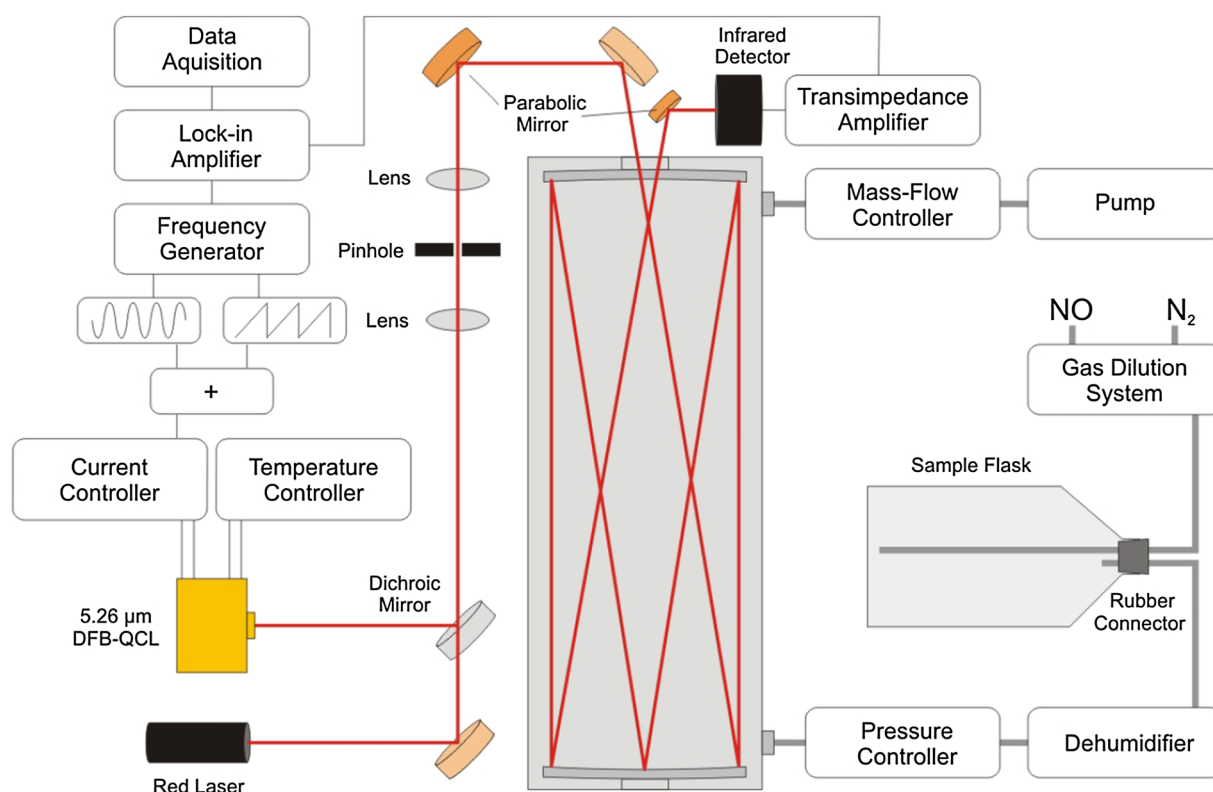 Data
Aquisition
Lock-in
Amplifier
Frequency
Generator
+
Current
Controller
Temperature
Controller
5.26 µm
DFB-QCL
Red Laser
Dichroic
Mirror
Lens
Pinhole
Lens
Parabolic
Mirror
Infrared
Detector
Transimpedance
Amplifier
Mass-Flow
Controller
Pump
NO
N₂
Gas Dilution
System
Sample Flask
Rubber
Connector
Pressure
Controller
Dehumidifier